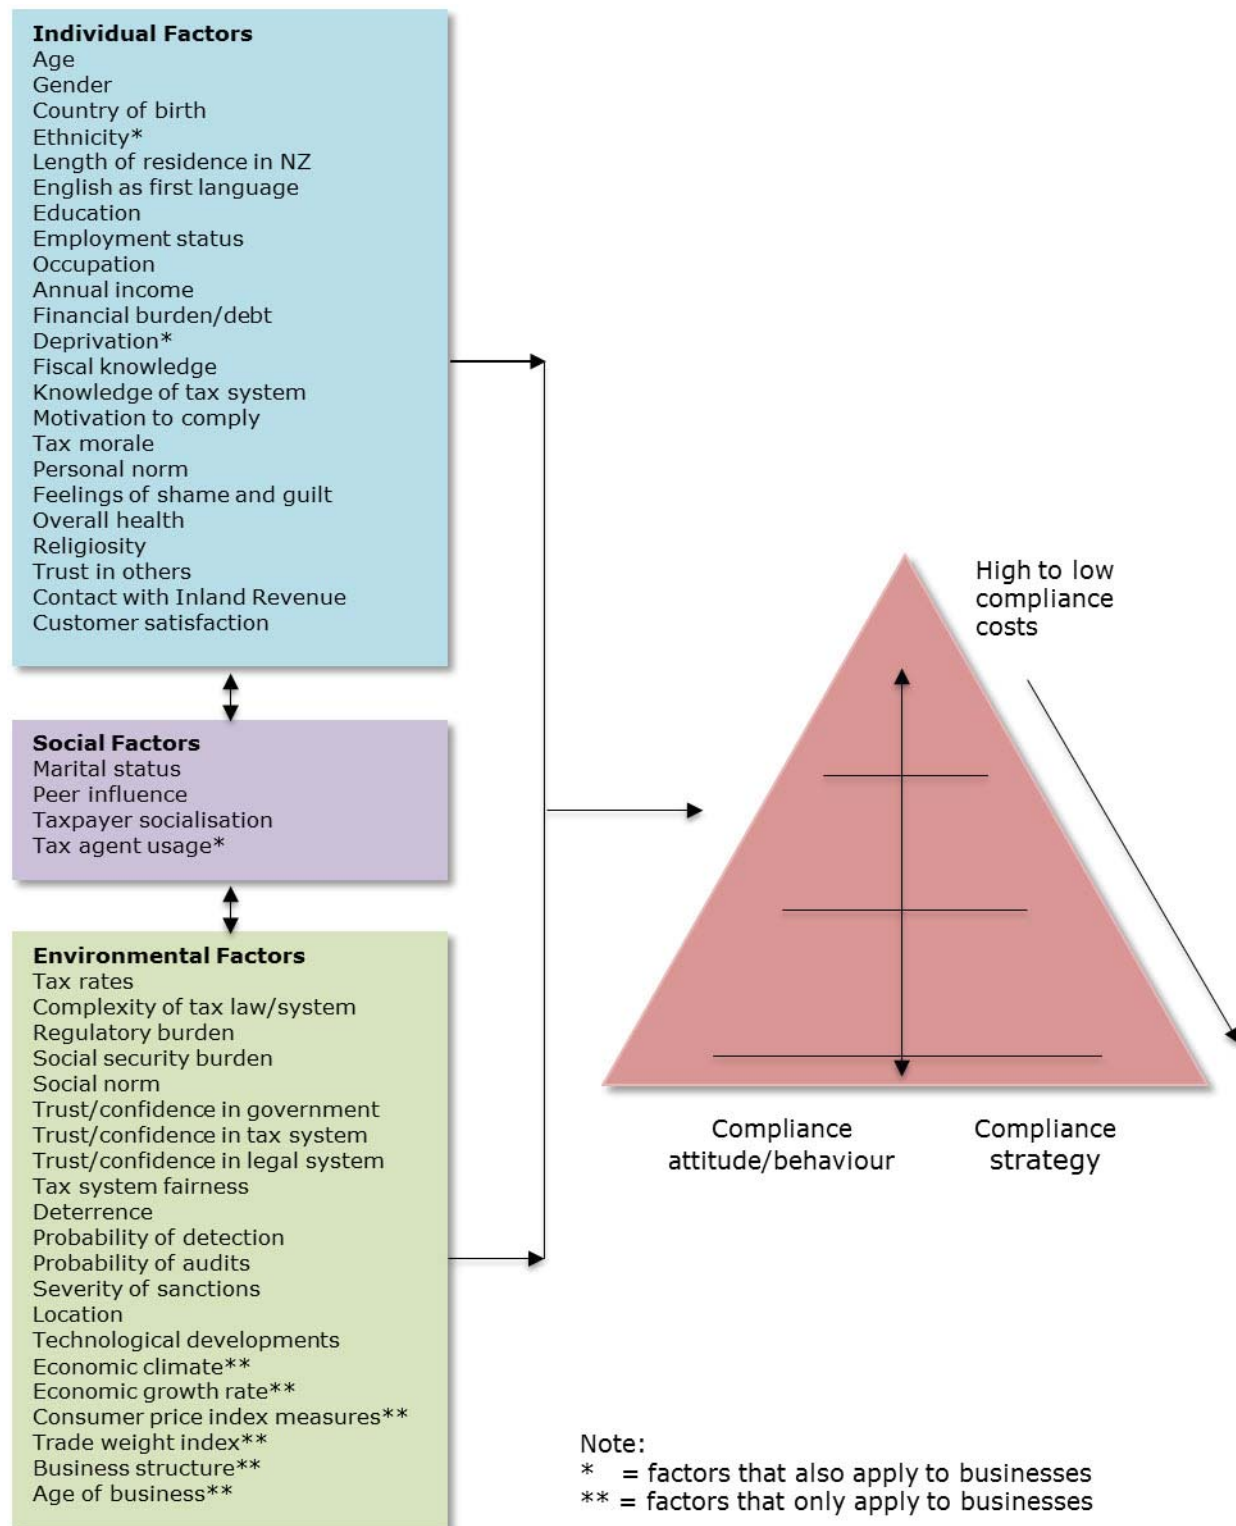 Individual Factors
Age
Gender
Country of birth
Ethnicity*
Length of residence in NZ
English as first language
Education
Employment status
Occupation
Annual income
Financial burden/debt
Deprivation*
Fiscal knowledge
Knowledge of tax system
Motivation to comply
Tax morale
Personal norm
Feelings of shame and guilt
Overall health
Religiosity
Trust in others
Contact with Inland Revenue
Customer satisfaction
Social Factors
Marital status
Peer influence
Taxpayer socialisation
Tax agent usage*
Environmental Factors
Tax rates
Complexity of tax law/system
Regulatory burden
Social security burden
Social norm
Trust/confidence in government
Trust/confidence in tax system
Trust/confidence in legal system
Tax system fairness
Deterrence
Probability of detection
Probability of audits
Severity of sanctions
Location
Technological developments
Economic climate**
Economic growth rate**
Consumer price index measures**
Trade weight index**
Business structure**
Age of business**
High to low
compliance
costs
Compliance
attitude/behaviour
Compliance
strategy
Note:
* = factors that also apply to businesses
** = factors that only apply to businesses